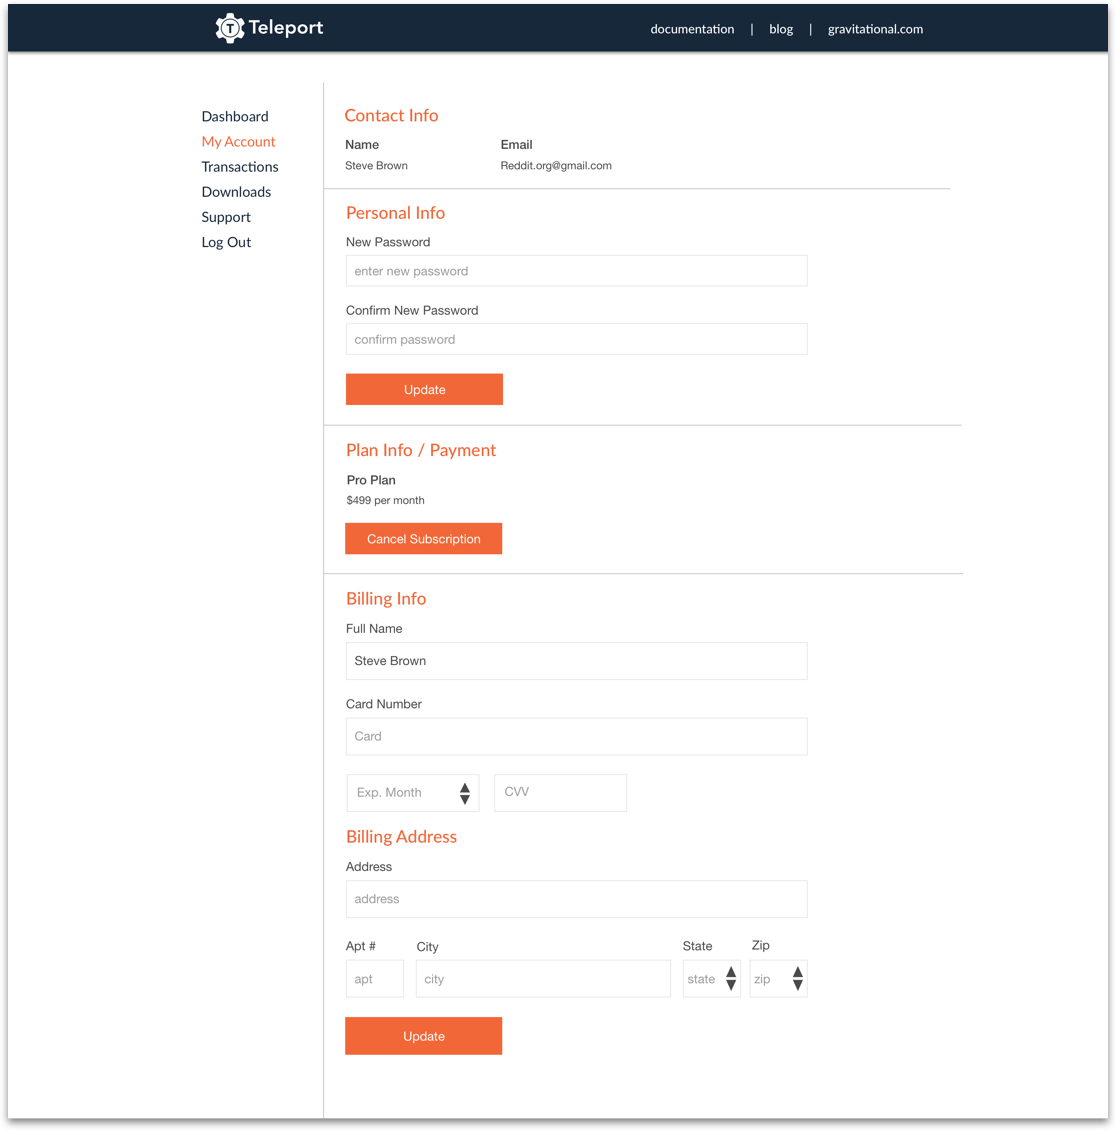 Teleport
documentation | blog | gravitational.com
Dashboard
My Account
Transactions
Downloads
Support
Log Out
Contact Info
Name Email
Steve Brown Reddit.org@gmail.com
Personal Info
New Password
enter new password
Confirm New Password
confirm password
Update
Plan Info / Payment
Pro Plan
$499 per month
Cancel Subscription
Billing Info
Full Name
Steve Brown
Card Number
Card
Exp. Month CVV
Billing Address
Address
address
Apt # City State Zip
apt city state zip
Update